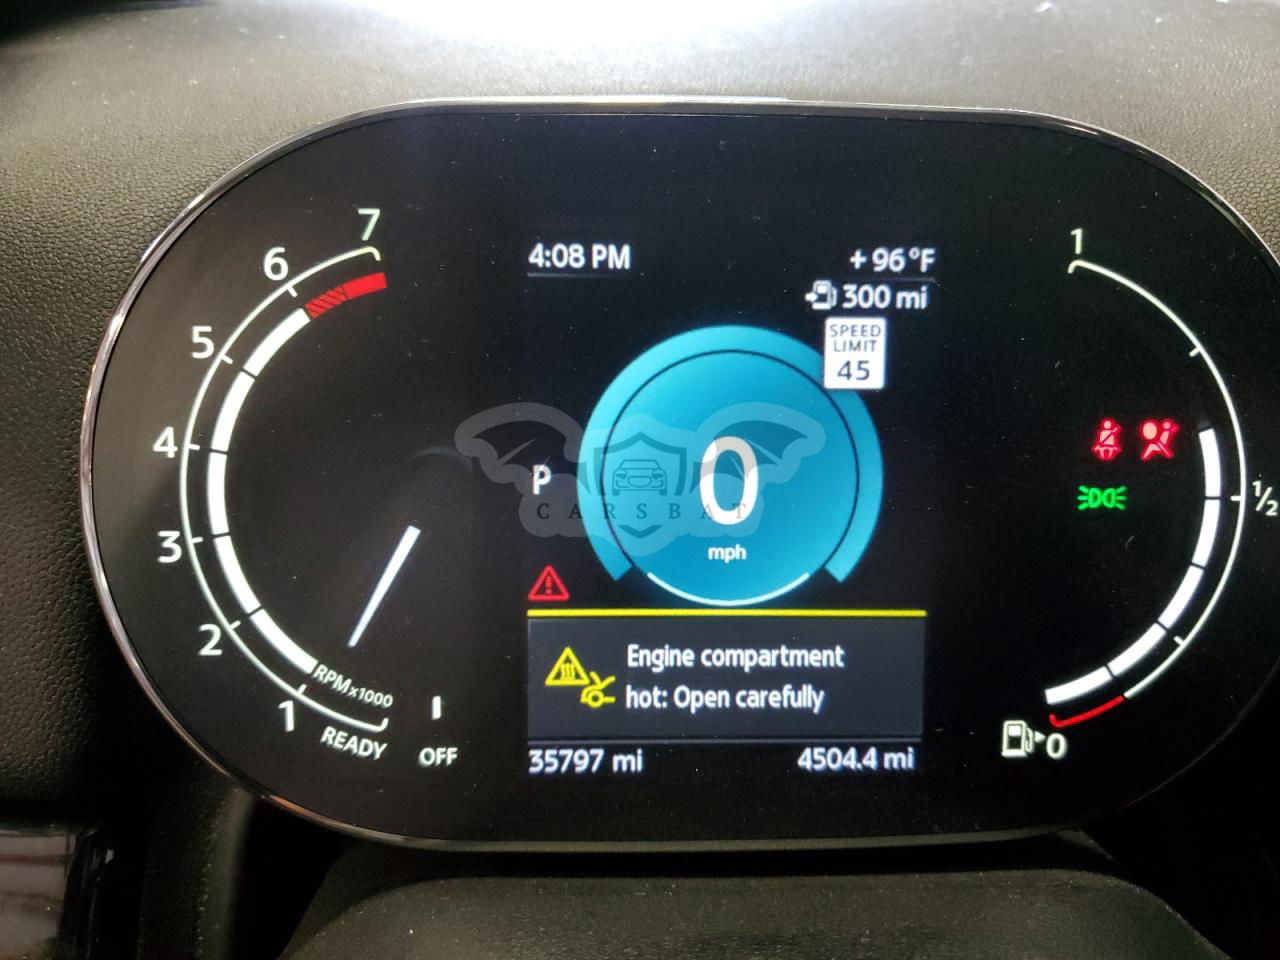 7
6
5
4
3
2
1
RPM x1000
READY
OFF
4:08 PM
+ 96 °F
300 mi
SPEED
LIMIT
45
P
0
mph
CARSBAT
Engine compartment
hot: Open carefully
35797 mi
4504.4 mi
1
1/2
0